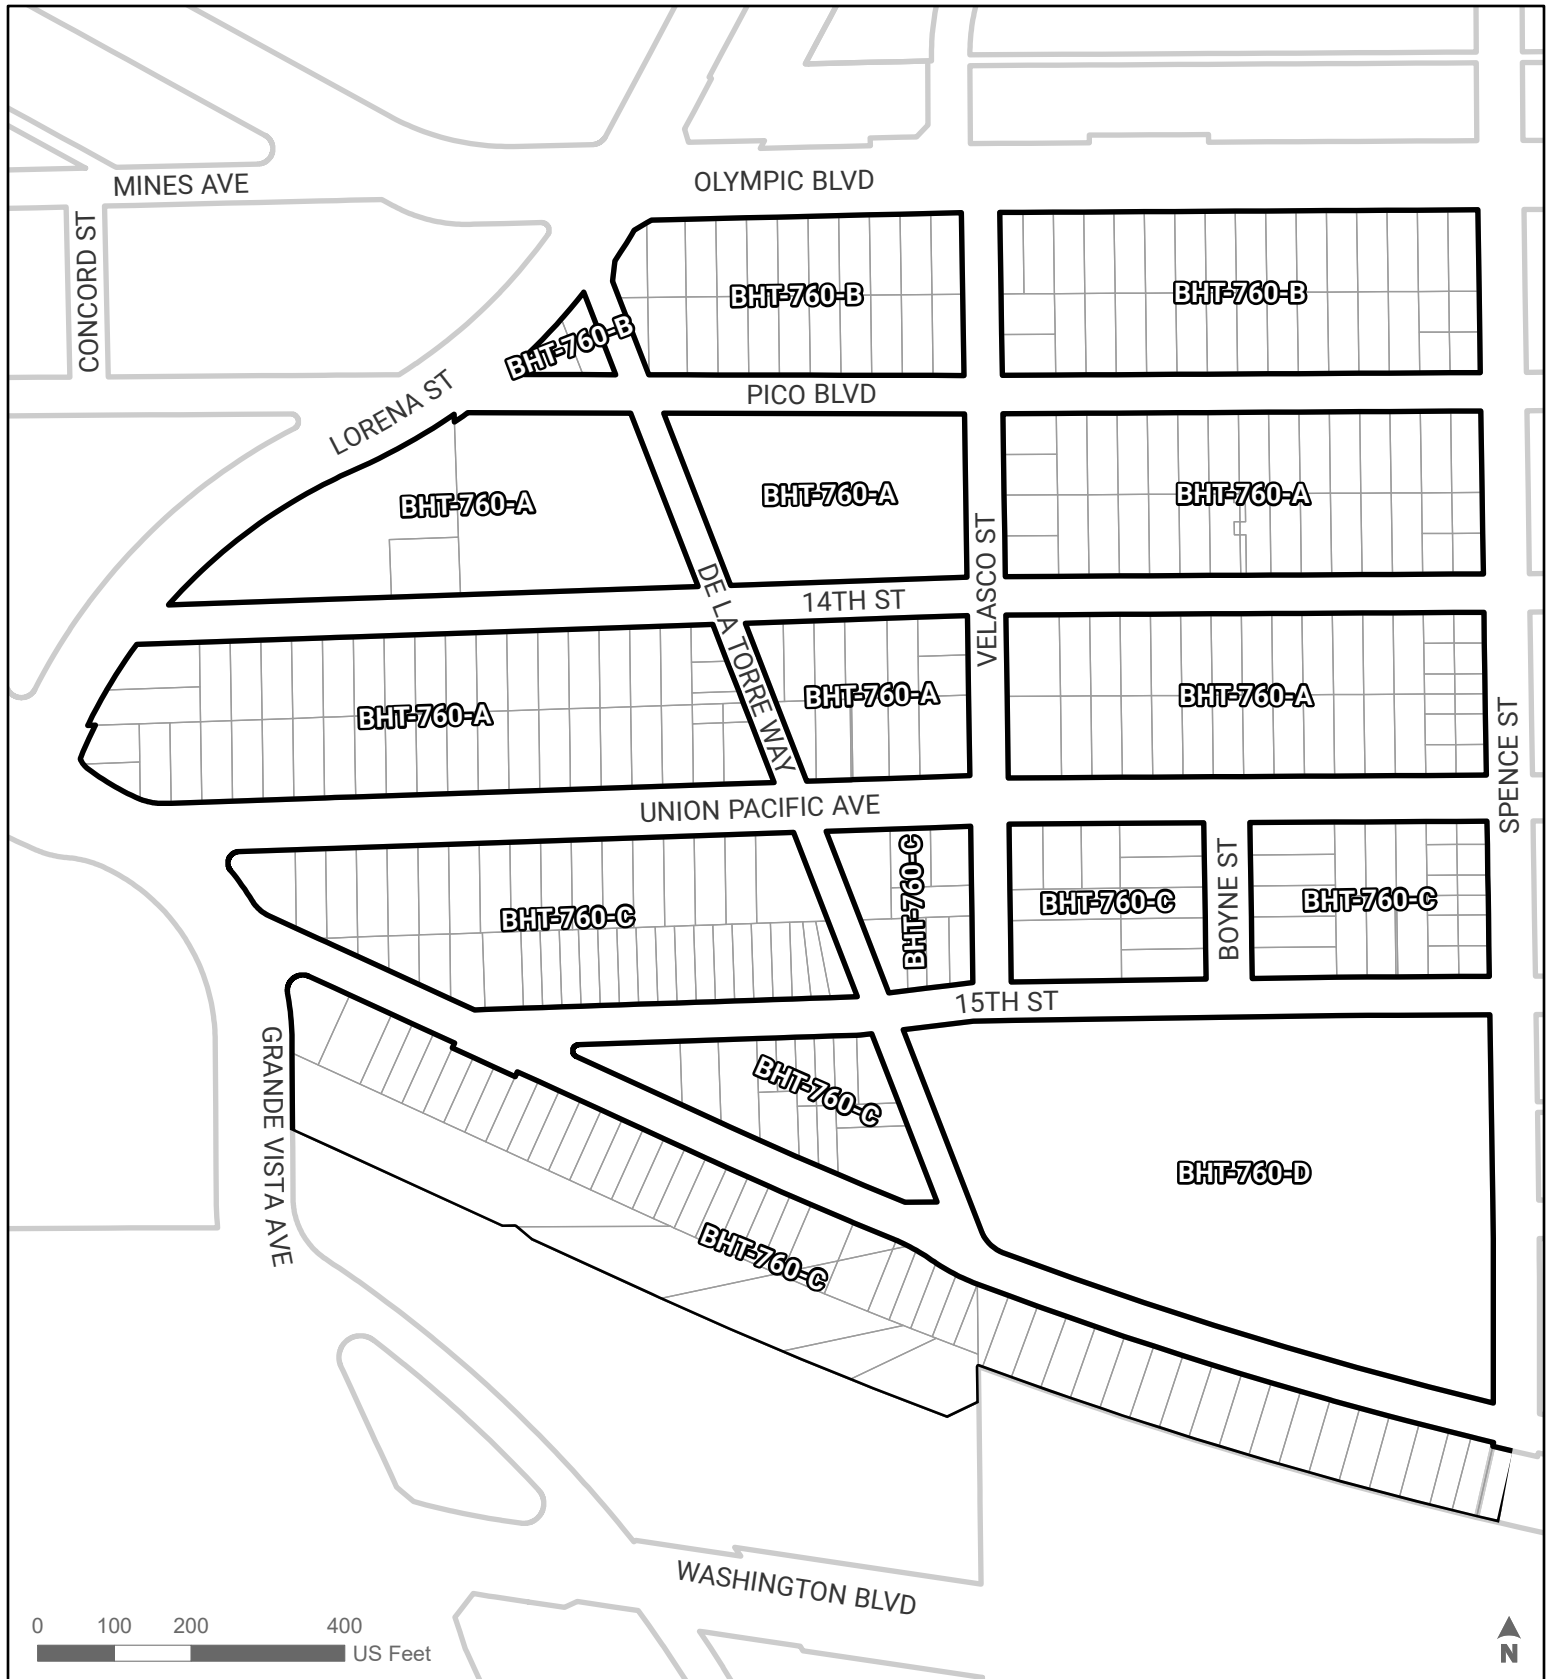 MINES AVE
OLYMPIC BLVD
CONCORD ST
BHT-760-B
BHT-760-B
BHT-760-B
LORENA ST
PICO BLVD
BHT-760-A
BHT-760-A
BHT-760-A
VELASCO ST
DE LA TORRE WAY
14TH ST
BHT-760-A
BHT-760-A
BHT-760-A
SPENCE ST
UNION PACIFIC AVE
BHT-760-C
BHT-760-C
BHT-760-C
BOYNE ST
BHT-760-C
15TH ST
GRANDE VISTA AVE
BHT-760-C
BHT-760-D
BHT-760-C
WASHINGTON BLVD
0 100 200 400
US Feet
N